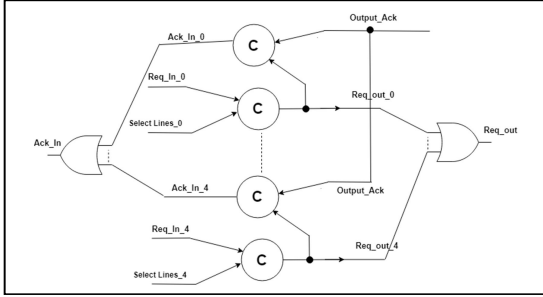 Output_Ack
Ack_In_0
C
Req_In_0
Req_out_0
C
Select Lines_0
Req_out
Ack_In
Ack_In_4
C
Output_Ack
Req_In_4
Req_out_4
C
Select Lines_4